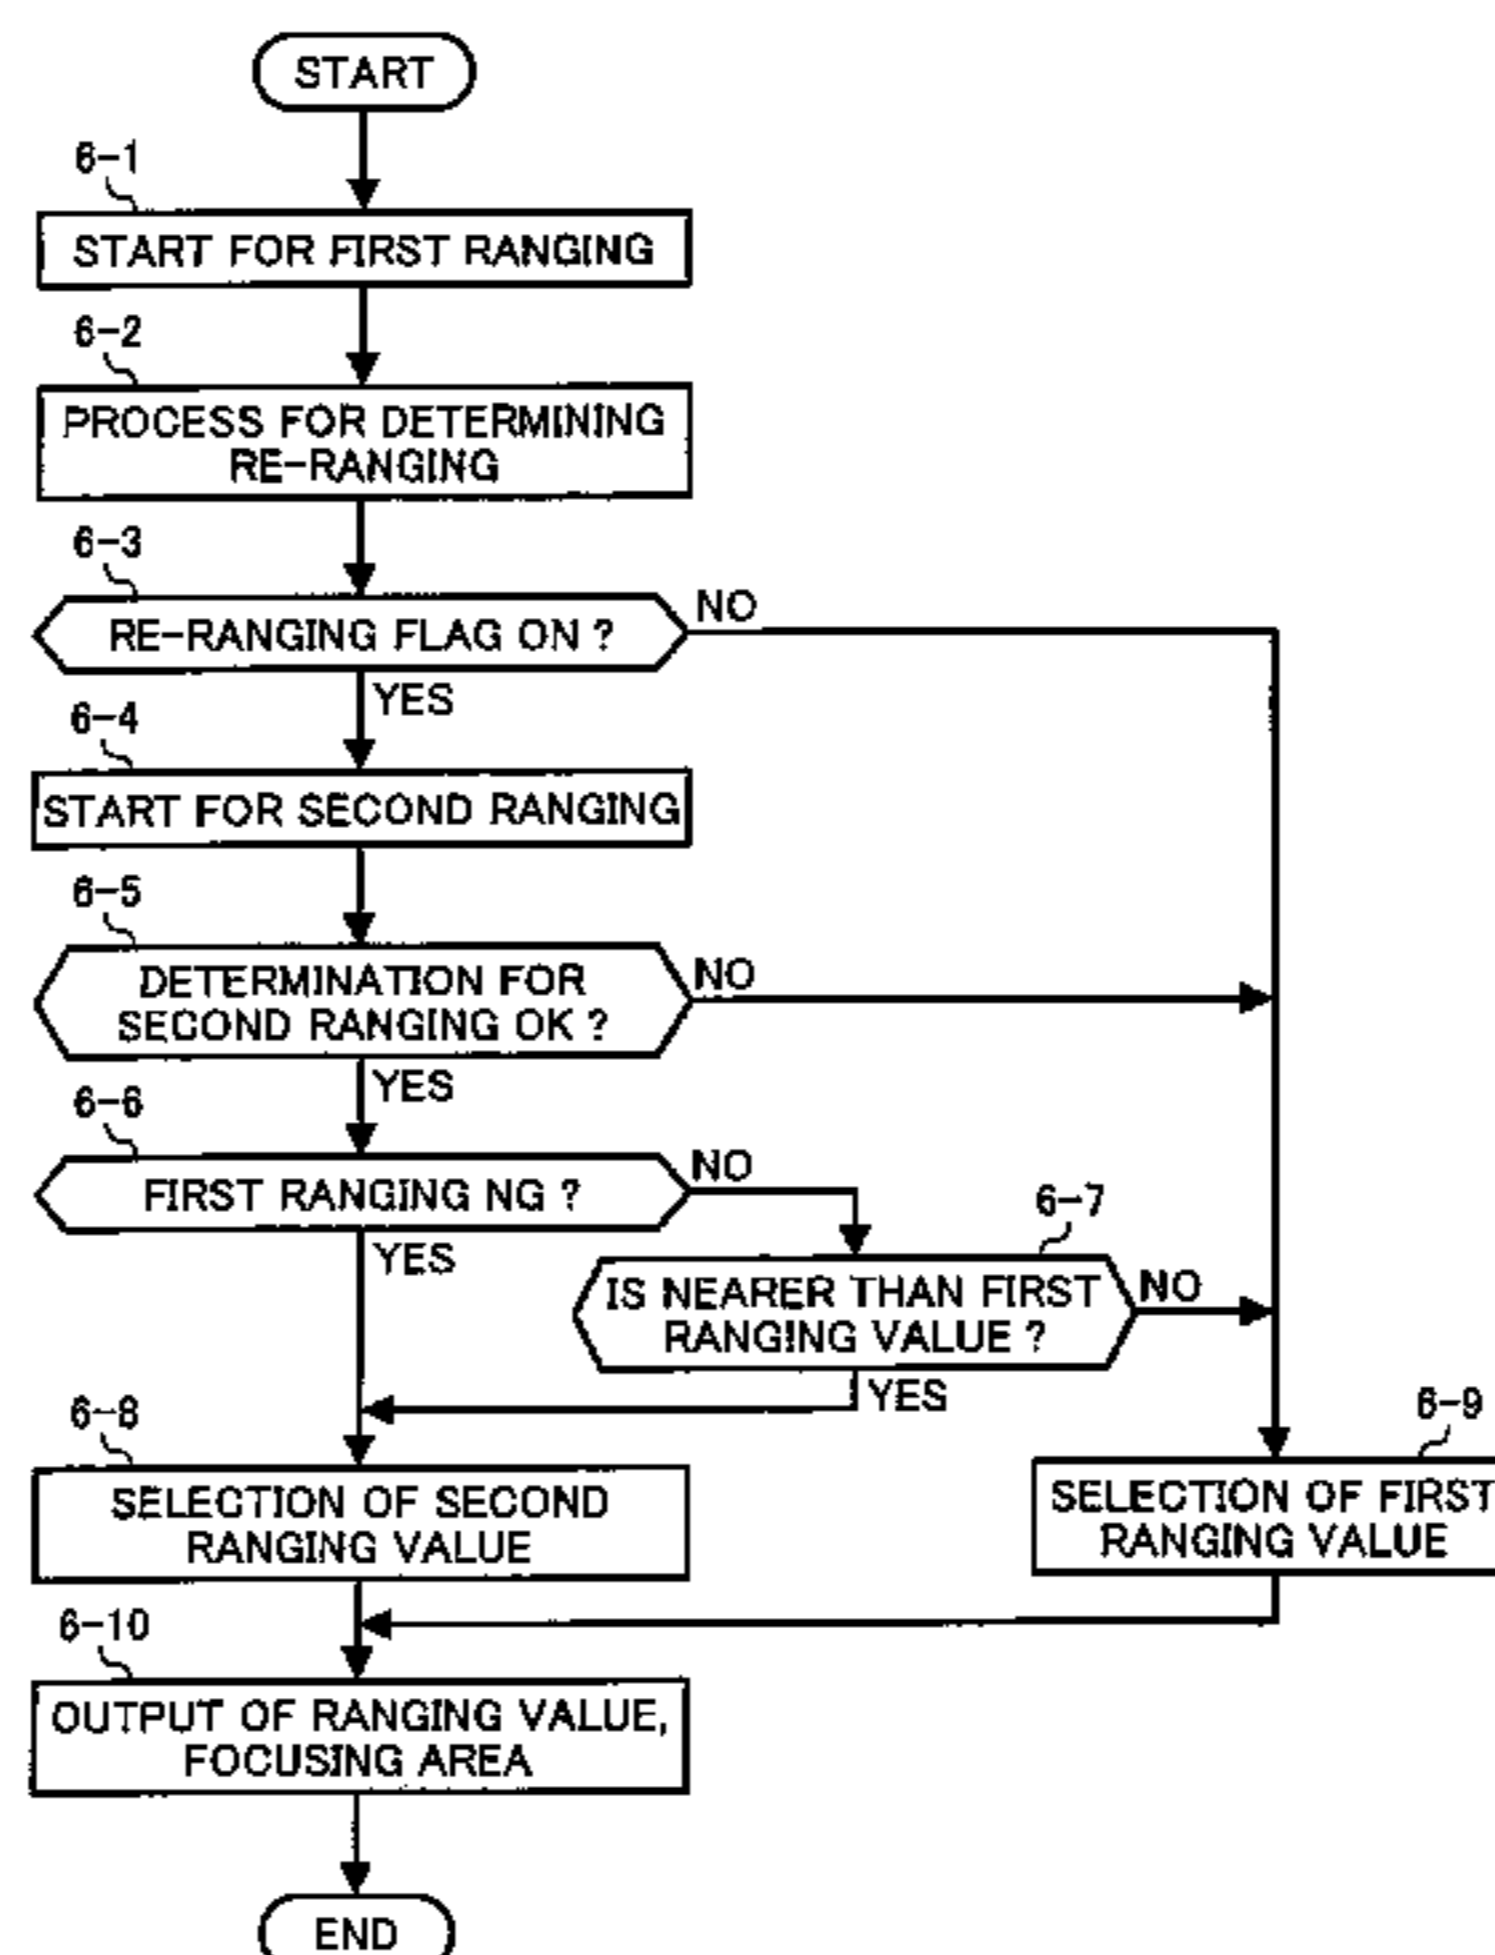 START
6-1
START FOR FIRST RANGING
6-2
PROCESS FOR DETERMINING
RE-RANGING
6-3
RE-RANGING FLAG ON ?
NO
YES
6-4
START FOR SECOND RANGING
6-5
DETERMINATION FOR
SECOND RANGING OK ?
NO
YES
6-6
FIRST RANGING NG ?
NO
YES
6-7
IS NEARER THAN FIRST
RANGING VALUE ?
NO
YES
6-8
SELECTION OF SECOND
RANGING VALUE
6-9
SELECTION OF FIRST
RANGING VALUE
6-10
OUTPUT OF RANGING VALUE,
FOCUSING AREA
END